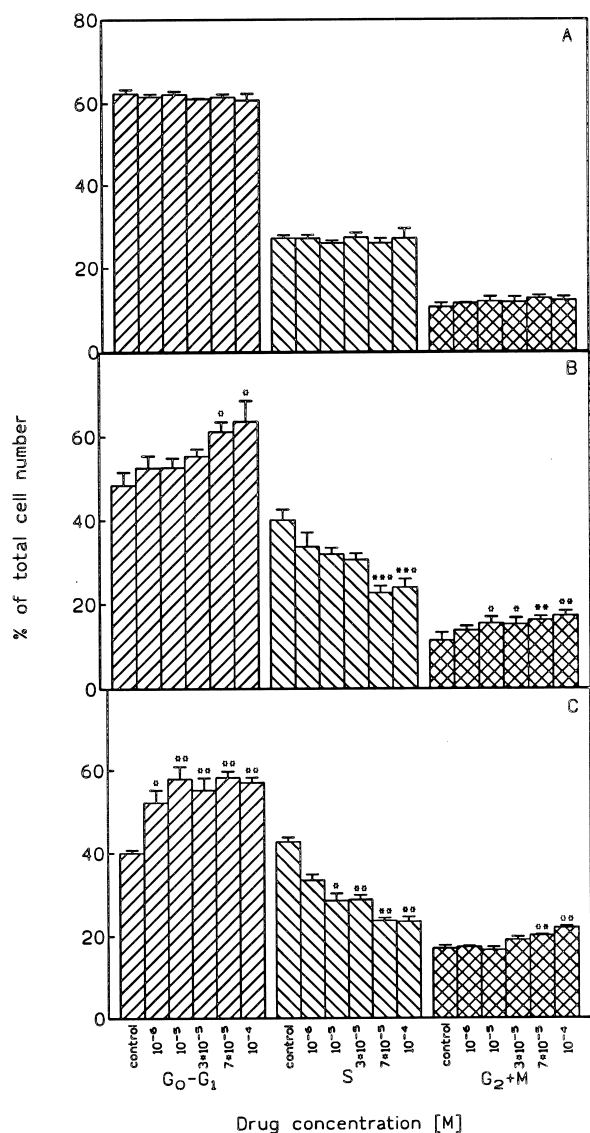 80
A
60
40
20
0
B
60
40
20
0
C
60
40
20
0
% of total cell number
* *
*** ***
* * ** **
* ** ** ** **
* ** ** **
** **
control 10⁻⁶ 10⁻⁵ 3*10⁻⁵ 7*10⁻⁵ 10⁻⁴
control 10⁻⁶ 10⁻⁵ 3*10⁻⁵ 7*10⁻⁵ 10⁻⁴
control 10⁻⁶ 10⁻⁵ 3*10⁻⁵ 7*10⁻⁵ 10⁻⁴
G₀-G₁ S G₂+M
Drug concentration [M]